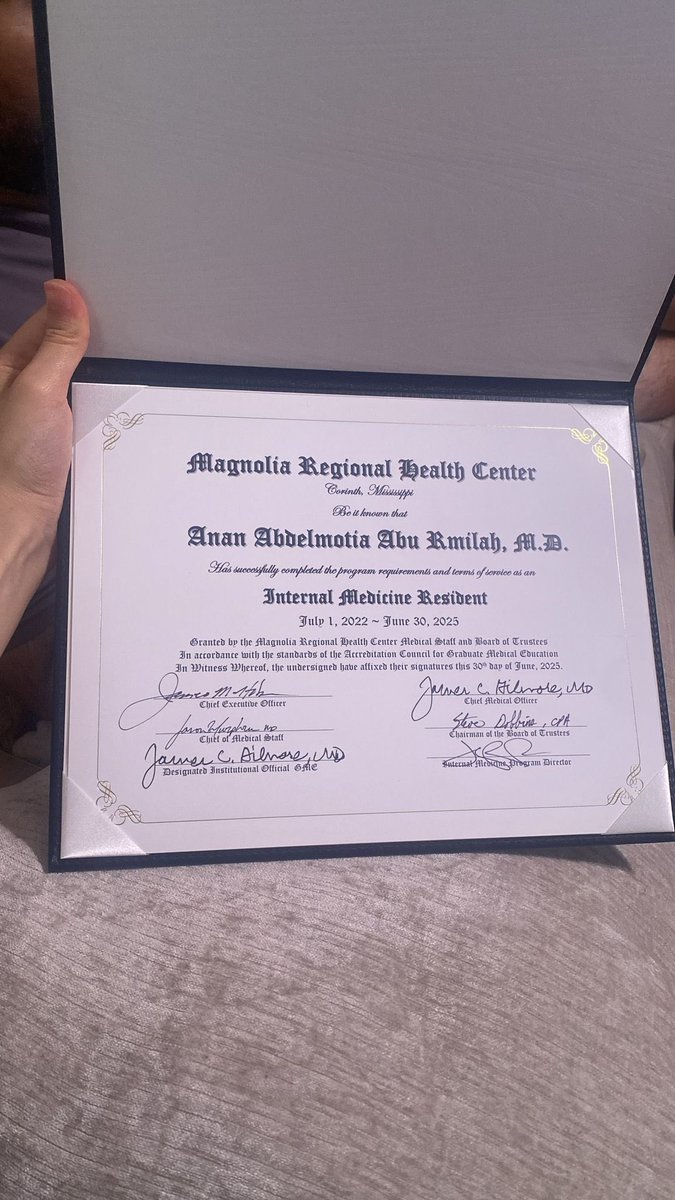 Magnolia Regional Health Center
Corinth, Mississippi
Be it known that
Anan Abdelmotia Abu Rmilah, M.D.
Has successfully completed the program requirements and terms of service as an
Internal Medicine Resident
July 1, 2022 ~ June 30, 2025
Granted by the Magnolia Regional Health Center Medical Staff and Board of Trustees
In accordance with the standards of the Accreditation Council for Graduate Medical Education
In Witness Whereof, the undersigned have affixed their signatures this 30th day of June, 2025.
Chief Executive Officer
James C. Gilmore, MD
Chief Medical Officer
MD
Chief of Medical Staff
Steve Dobbins, CPA
Chairman of the Board of Trustees
James C. Gilmore, MD
Designated Institutional Official GME
Internal Medicine Program Director